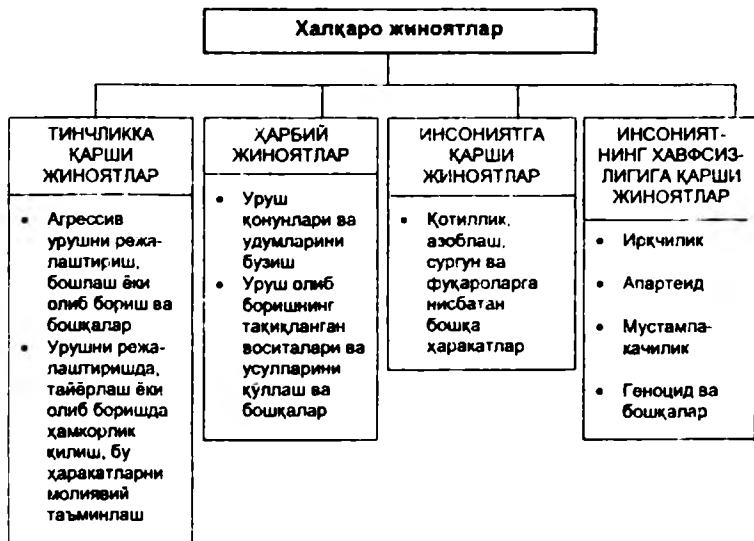 Халқаро жиноятлар
ТИНЧЛИККА
ҚАРШИ
ЖИНОЯТЛАР
• Агрессив
урушни режа-
лаштириш,
бошлаш ёки
олиб бориш ва
бошқалар
• Урушни режа-
лаштиришда,
тайёрлаш ёки
олиб боришда
ҳамкорлик
қилиш, бу
ҳаракатларни
молиявий
таъминлаш
ҲАРБИЙ
ЖИНОЯТЛАР
• Уруш
қонунлари ва
удумларини
бузиш
• Уруш олиб
боришнинг
тақиқланган
воситалари ва
усулларини
қўллаш ва
бошқалар
ИНСОНИЯТГА
ҚАРШИ
ЖИНОЯТЛАР
• Қотиллик,
азоблаш,
сургун ва
фуқароларга
нисбатан
бошқа
ҳаракатлар
ИНСОНИЯТ-
НИНГ ХАВФСИЗ-
ЛИГИГА ҚАРШИ
ЖИНОЯТЛАР
• Ирқчилик
• Апартеид
• Мустамла-
качилик
• Геноцид ва
бошқалар